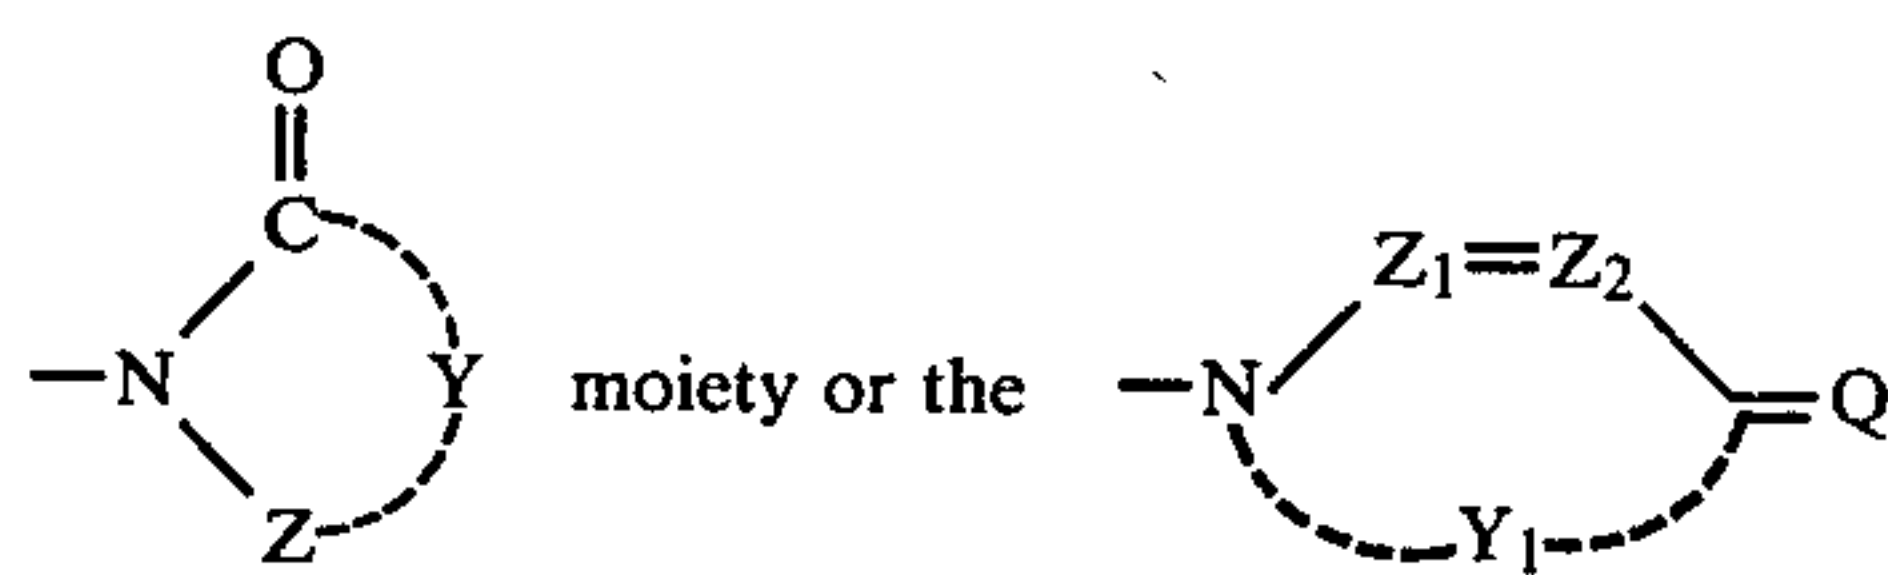 O
C
Z₁ Z₂
N Y moiety or the N Q
Z Y₁